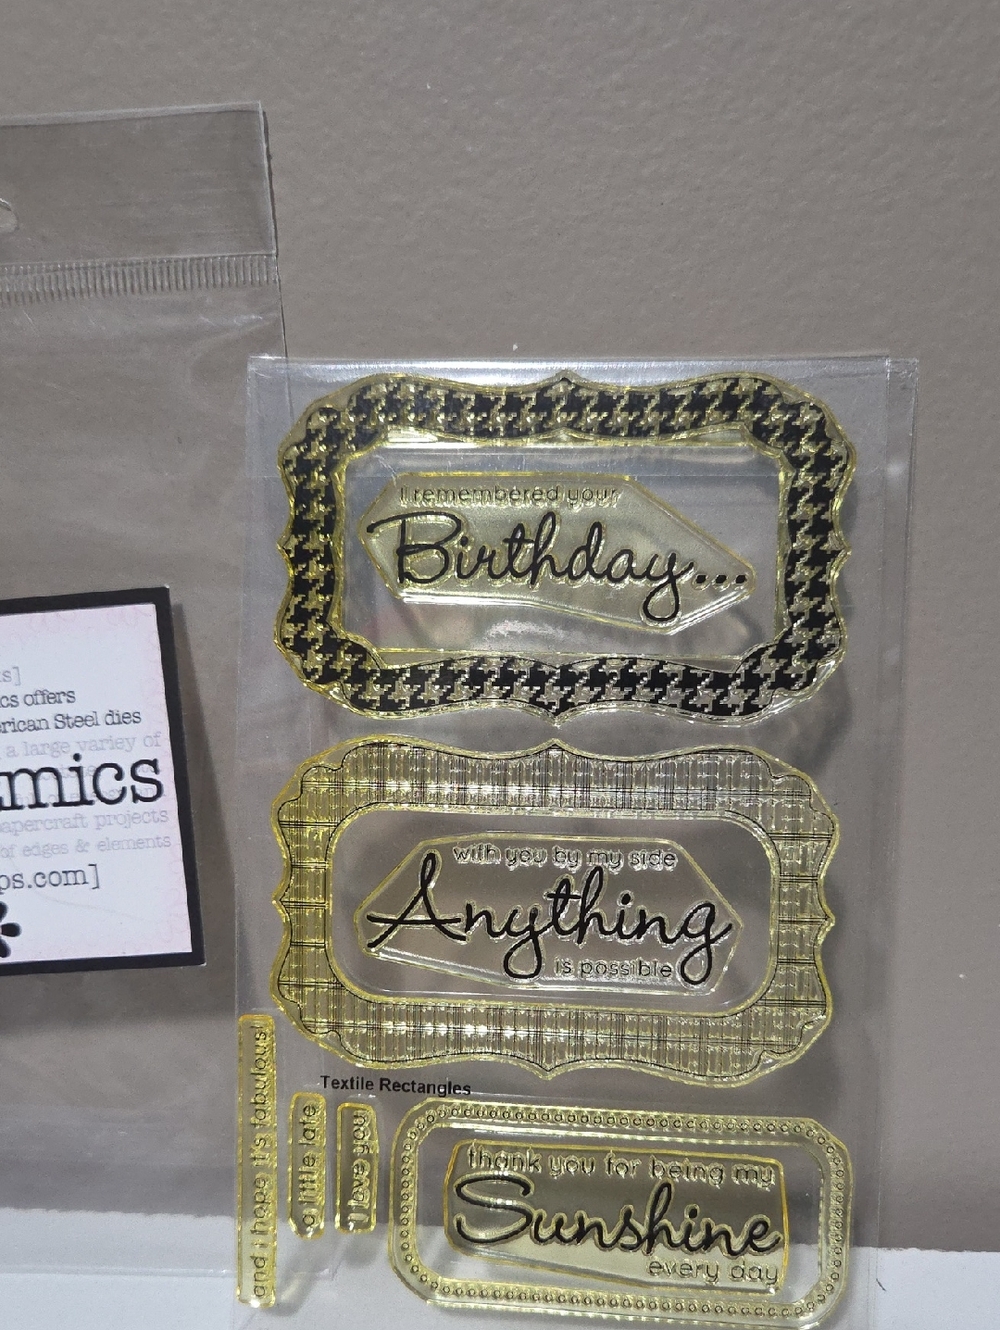 cs offers
rican Steel dies
a large variety of
mics
papercraft projects
of edges & elements
ps.com]
I remembered your
Birthday...
with you by my side
Anything
is possible
Textile Rectangles
and i hope it's fabulous!
a little late
i love you
thank you for being my
Sunshine
every day